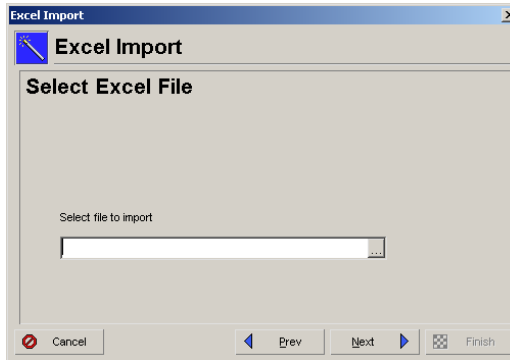 Excel Import
Excel Import
Select Excel File
Select file to import
...
Cancel
Prev
Next
Finish